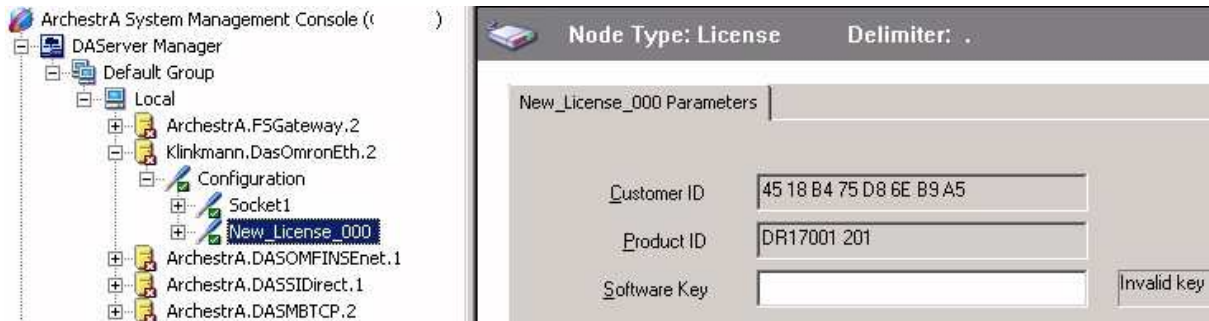 ArchestrA System Management Console ( )
DAServer Manager
Default Group
Local
ArchestrA.FSGateway.2
Klinkmann.DasOmronEth.2
Configuration
Socket1
New_License_000
ArchestrA.DASOMFINSEnet.1
ArchestrA.DASSIDirect.1
ArchestrA.DASMBTCP.2
Node Type: License Delimiter: .
New_License_000 Parameters
Customer ID 45 18 B4 75 D8 6E B9 A5
Product ID DR17001 201
Software Key Invalid key